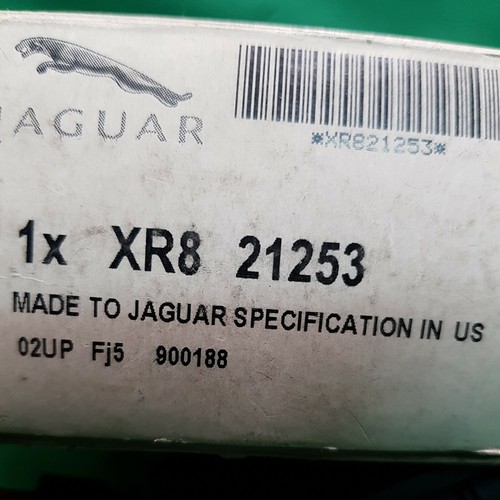 JAGUAR
*XR821253*
1x XR8 21253
MADE TO JAGUAR SPECIFICATION IN US
02UP Fj5 900188